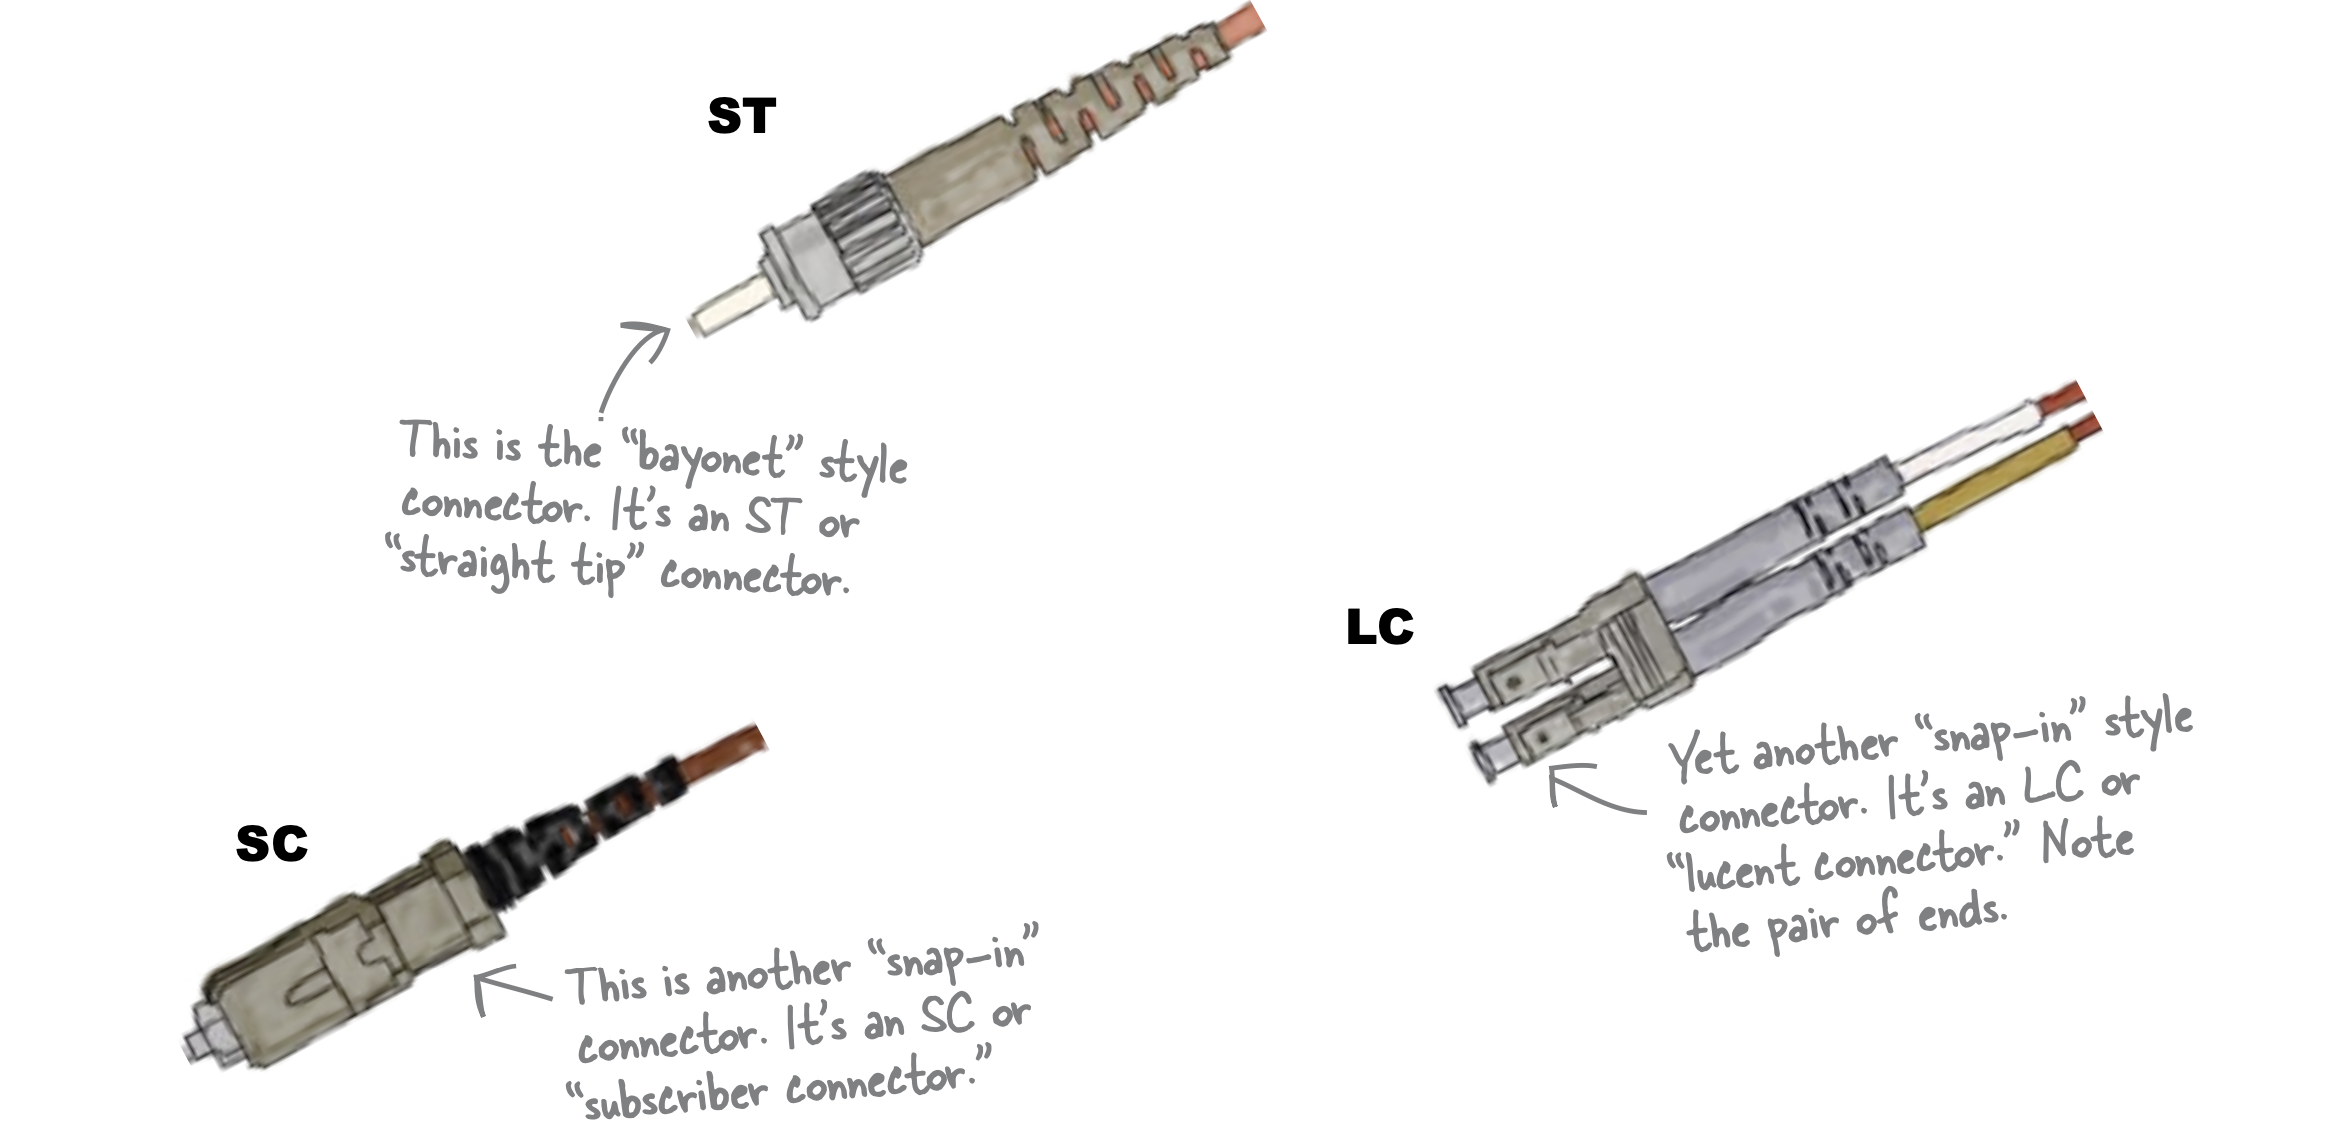 ST
This is the “bayonet” style
connector. It's an ST or
“straight tip” connector.
LC
Yet another “snap-in” style
connector. It's an LC or
“lucent connector.” Note
the pair of ends.
SC
This is another “snap-in”
connector. It's an SC or
“subscriber connector.”